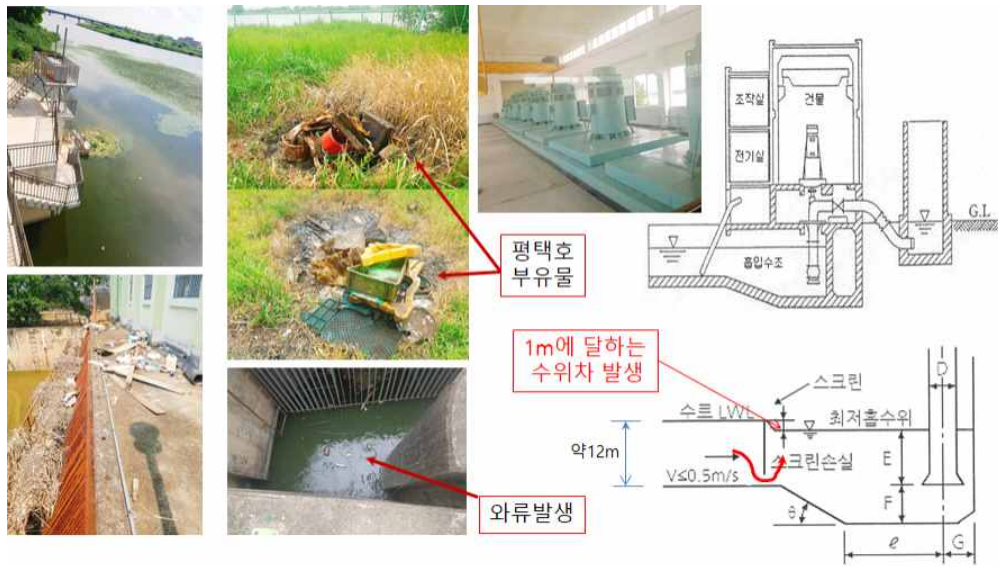 평택호
부유물
와류발생
조작실
건물
전기실
G.L
흡입수조
1m에 달하는
수위차 발생
스크린
D
수르 LWL
최저흡수위
약12m
스크린손실
E
V≤0.5m/s
F
θ
ℓ
G